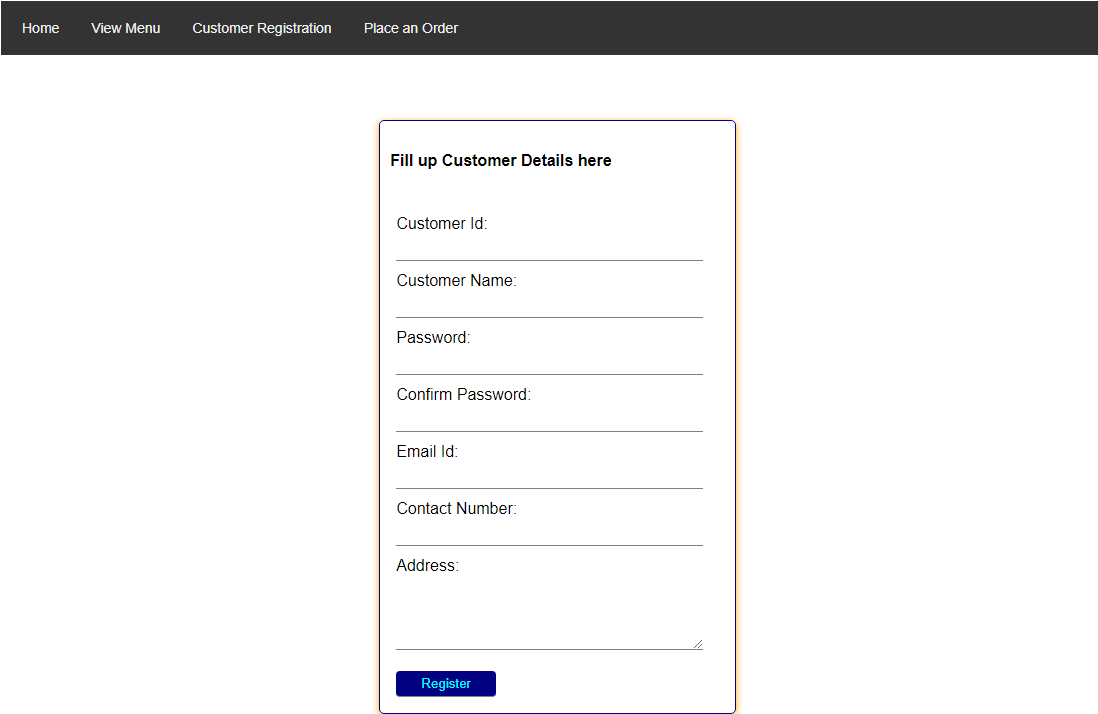 Home View Menu Customer Registration Place an Order
Fill up Customer Details here
Customer Id:
Customer Name:
Password:
Confirm Password:
Email Id:
Contact Number:
Address:
Register